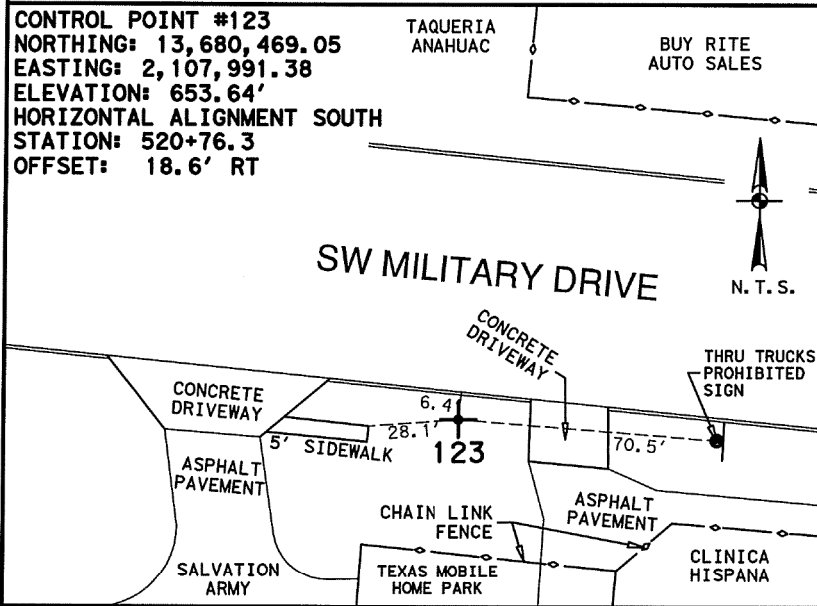 CONTROL POINT #123
NORTHING: 13,680,469.05
EASTING: 2,107,991.38
ELEVATION: 653.64'
HORIZONTAL ALIGNMENT SOUTH
STATION: 520+76.3
OFFSET: 18.6' RT
TAQUERIA
ANAHUAC
BUY RITE
AUTO SALES
N.T.S.
SW MILITARY DRIVE
CONCRETE
DRIVEWAY
THRU TRUCKS
PROHIBITED
SIGN
CONCRETE
DRIVEWAY
6.4'
28.1'
123
70.5'
5' SIDEWALK
ASPHALT
PAVEMENT
CHAIN LINK
FENCE
ASPHALT
PAVEMENT
SALVATION
ARMY
TEXAS MOBILE
HOME PARK
CLINICA
HISPANA